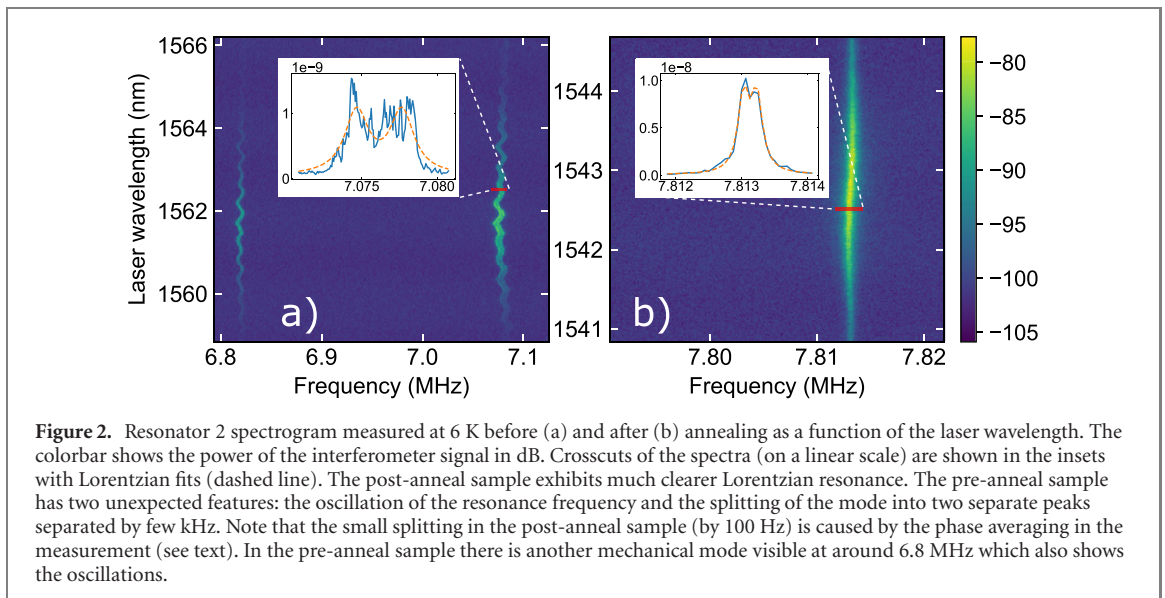 1566
1564
1562
1560
Laser wavelength (nm)
1e−9
1
0
7.075
7.080
a)
6.8
6.9
7.0
7.1
Frequency (MHz)
1544
1543
1542
1541
1e−8
1.0
0.5
0.0
7.812
7.813
7.814
b)
7.80
7.81
7.82
Frequency (MHz)
−80
−85
−90
−95
−100
−105
Figure 2. Resonator 2 spectrogram measured at 6 K before (a) and after (b) annealing as a function of the laser wavelength. The
colorbar shows the power of the interferometer signal in dB. Crosscuts of the spectra (on a linear scale) are shown in the insets
with Lorentzian fits (dashed line). The post-anneal sample exhibits much clearer Lorentzian resonance. The pre-anneal sample
has two unexpected features: the oscillation of the resonance frequency and the splitting of the mode into two separate peaks
separated by few kHz. Note that the small splitting in the post-anneal sample (by 100 Hz) is caused by the phase averaging in the
measurement (see text). In the pre-anneal sample there is another mechanical mode visible at around 6.8 MHz which also shows
the oscillations.